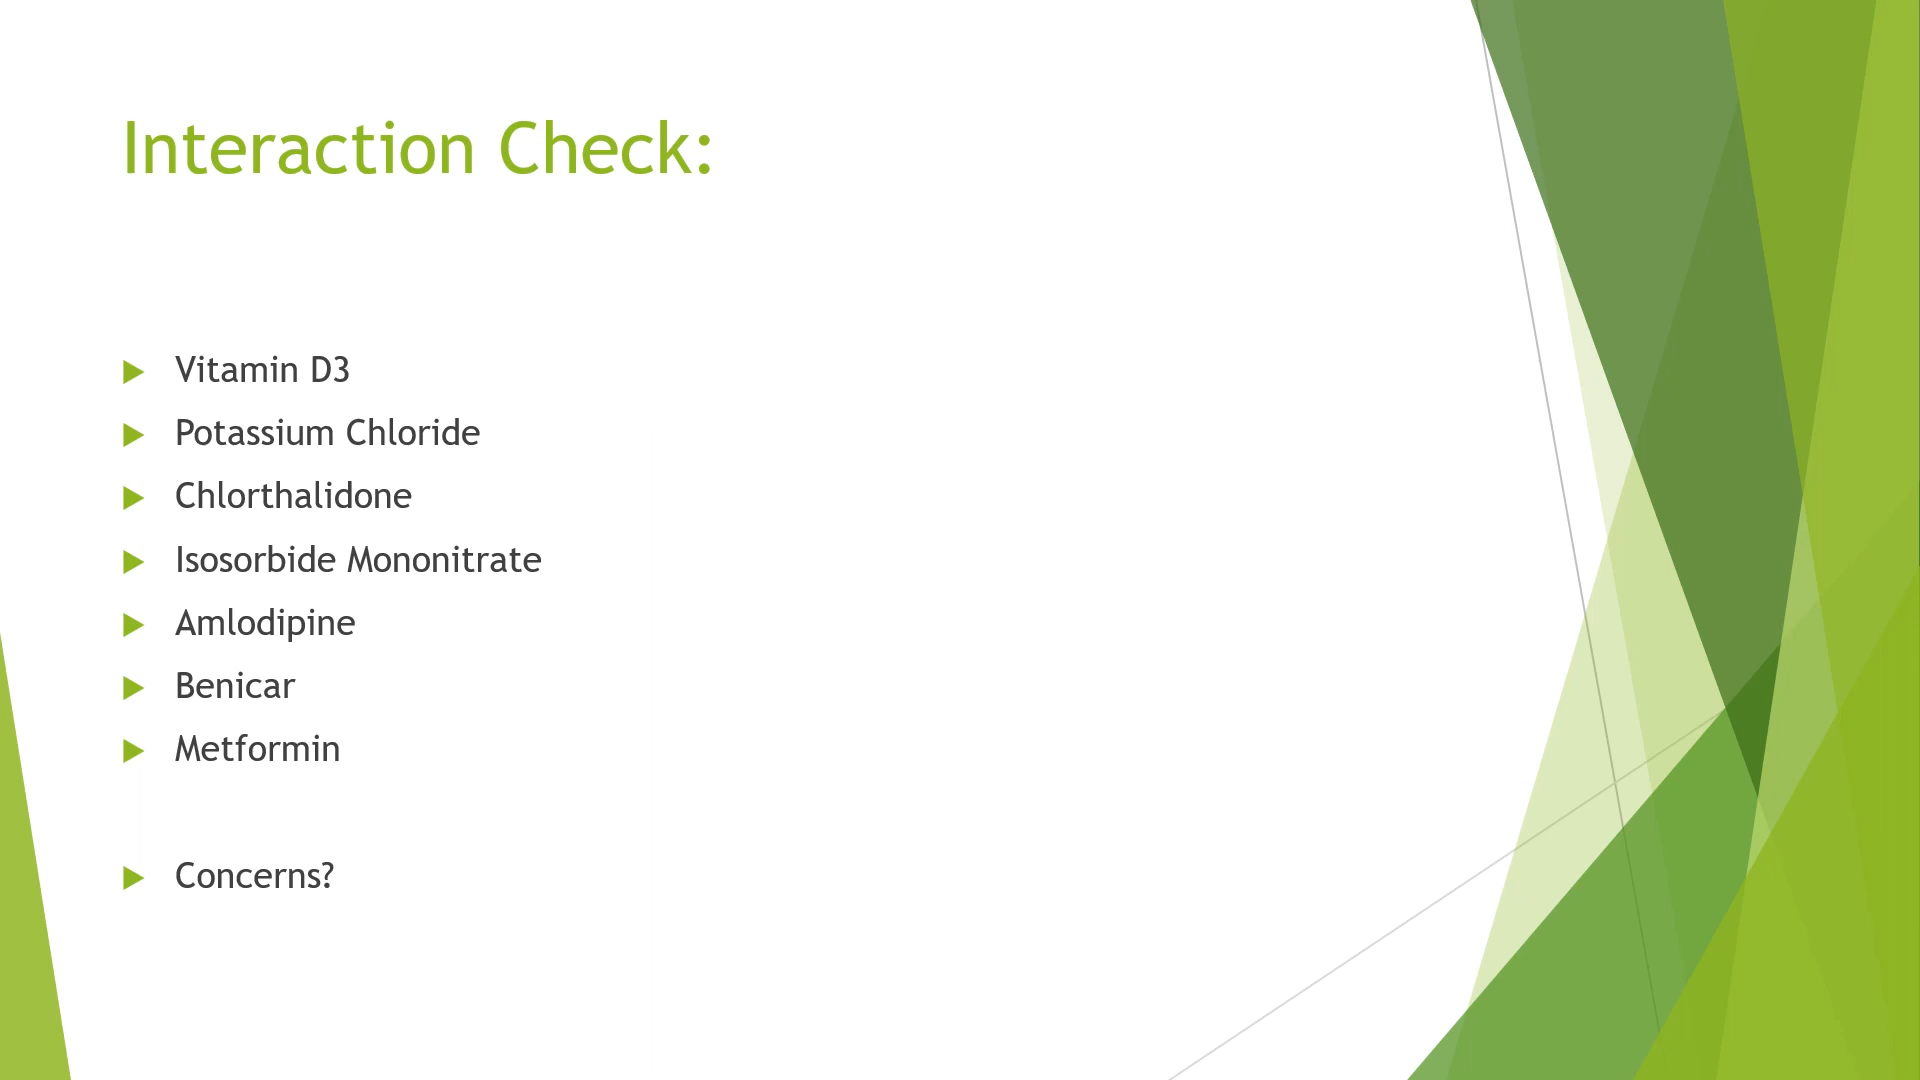 Interaction Check:
Vitamin D3
Potassium Chloride
Chlorthalidone
Isosorbide Mononitrate
Amlodipine
Benicar
Metformin
Concerns?